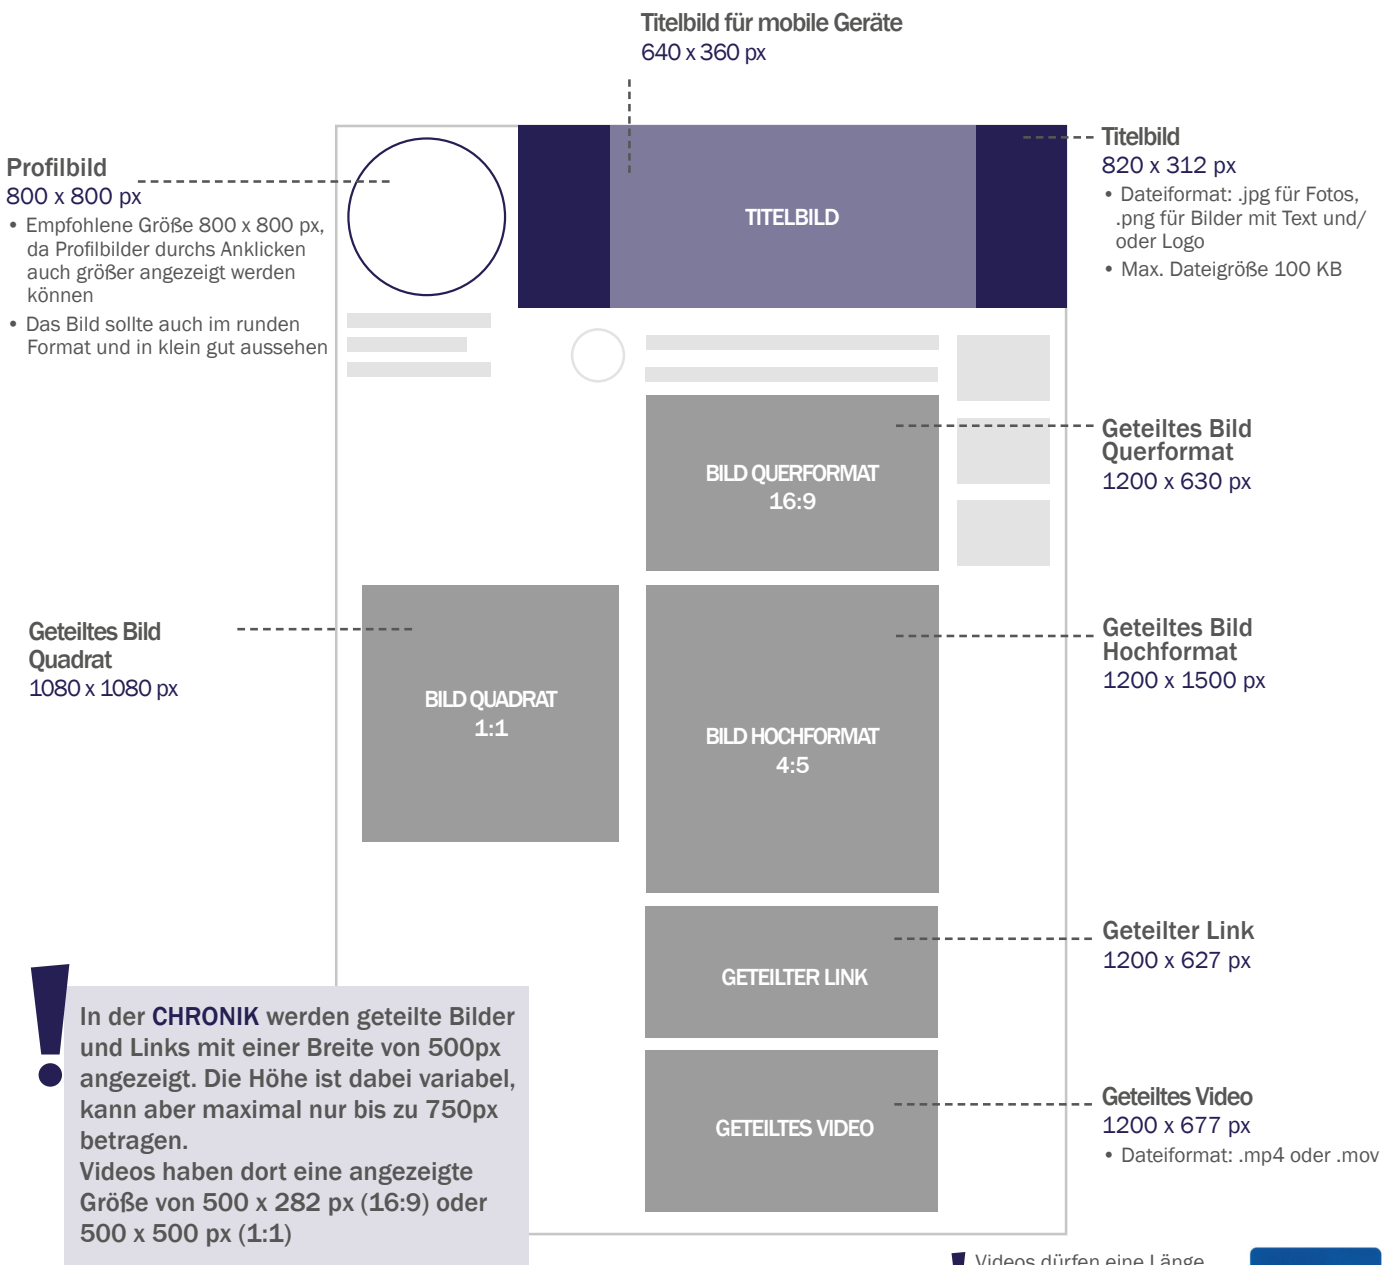 Titelbild für mobile Geräte
640 x 360 px
Profilbild
800 x 800 px
• Empfohlene Größe 800 x 800 px,
da Profilbilder durchs Anklicken
auch größer angezeigt werden
können
• Das Bild sollte auch im runden
Format und in klein gut aussehen
TITELBILD
Titelbild
820 x 312 px
• Dateiformat: .jpg für Fotos,
.png für Bilder mit Text und/
oder Logo
• Max. Dateigröße 100 KB
BILD QUERFORMAT
16:9
Geteiltes Bild
Querformat
1200 x 630 px
Geteiltes Bild
Quadrat
1080 x 1080 px
BILD QUADRAT
1:1
BILD HOCHFORMAT
4:5
Geteiltes Bild
Hochformat
1200 x 1500 px
GETEILTER LINK
Geteilter Link
1200 x 627 px
GETEILTES VIDEO
Geteiltes Video
1200 x 677 px
• Dateiformat: .mp4 oder .mov
!
In der CHRONIK werden geteilte Bilder
und Links mit einer Breite von 500px
angezeigt. Die Höhe ist dabei variabel,
kann aber maximal nur bis zu 750px
betragen.
Videos haben dort eine angezeigte
Größe von 500 x 282 px (16:9) oder
500 x 500 px (1:1)
! Videos dürfen eine Länge